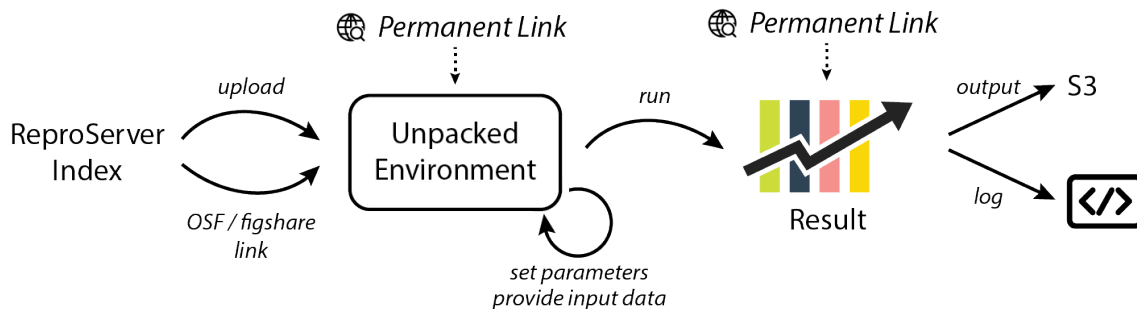 Permanent Link
Permanent Link
upload
ReproServer
Index
OSF / figshare
link
Unpacked
Environment
set parameters
provide input data
run
Result
output
S3
log
</>